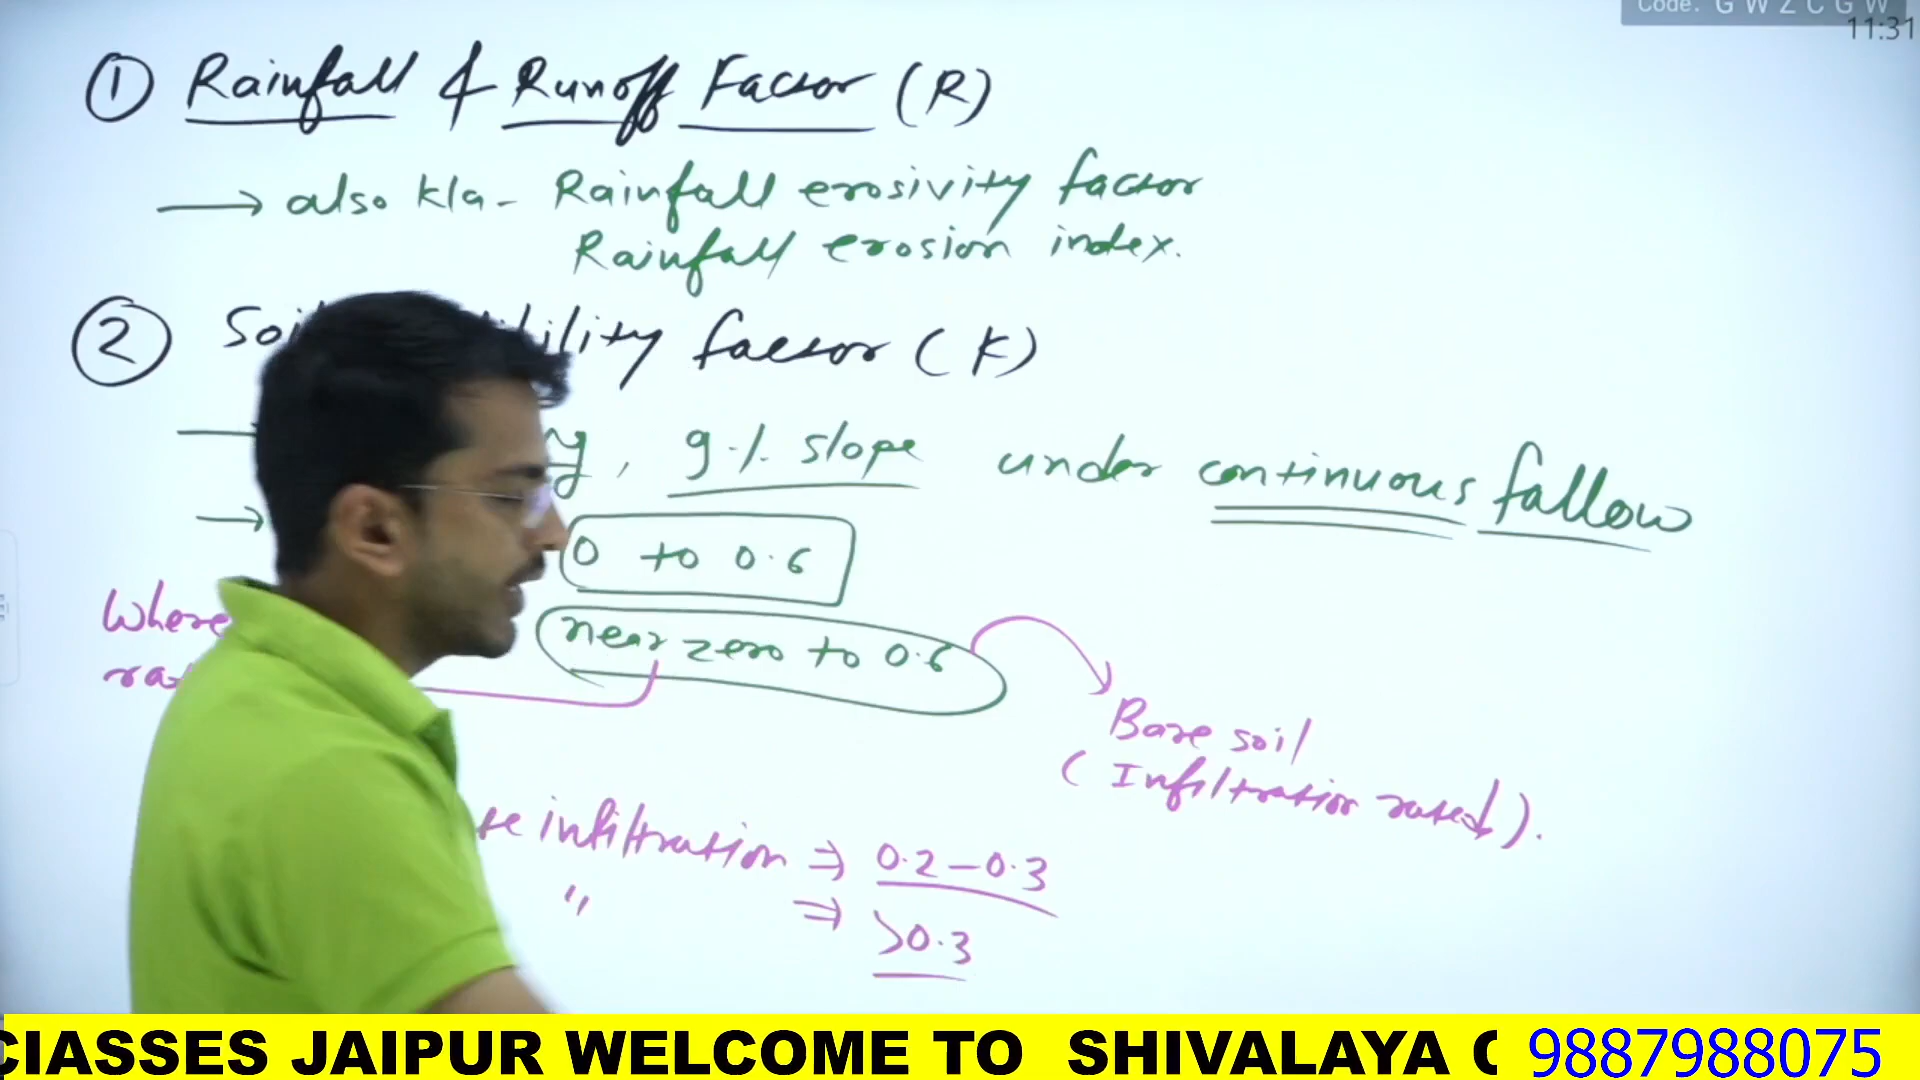 Code: G W Z C G W
11:31
① Rainfall & Runoff Factor (R)
→ also k/a - Rainfall erosivity factor
Rainfall erosion index.
② factor (K)
, 9.1. slope under continuous fallow
→ 0 to 0.6
Where near zero to 0.6
Bare soil
(Infiltration rate↓).
infiltration ⇒ 0.2 – 0.3
" ⇒ >0.3
CIASSES JAIPUR WELCOME TO SHIVALAYA 9887988075